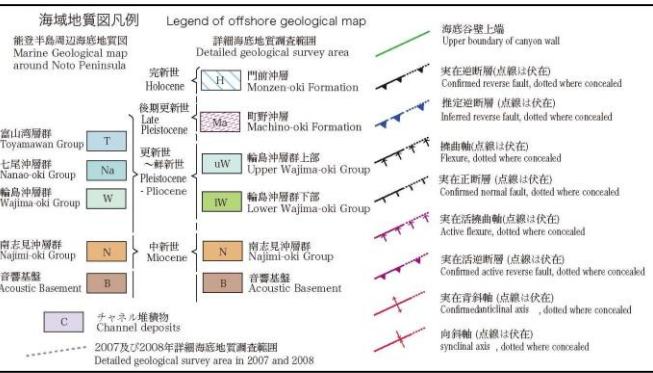 海域地質図凡例 Legend of offshore geological map
能登半島周辺海底地質図
Marine Geological map
around Noto Peninsula
詳細海底地質調査範囲
Detailed geological survey area
完新世
Holocene
H
門前沖層
Monzen-oki Formation
後期更新世
Late
Pleistocene
Ma
町野沖層
Machino-oki Formation
富山湾層群
Toyamawan Group
T
七尾沖層群
Nanao-oki Group
Na
輪島沖層群
Wajima-oki Group
W
更新世
~鮮新世
Pleistocene
- Pliocene
uW
輪島沖層群上部
Upper Wajima-oki Group
lW
輪島沖層群下部
Lower Wajima-oki Group
南志見沖層群
Najimi-oki Group
N
中新世
Miocene
N
南志見沖層群
Najimi-oki Group
音響基盤
Acoustic Basement
B
B
音響基盤
Acoustic Basement
C
チャネル堆積物
Channel deposits
2007及び2008年詳細海底地質調査範囲
Detailed geological survey area in 2007 and 2008
海底谷壁上端
Upper boundary of canyon wall
実在逆断層(点線は伏在)
Confirmed reverse fault, dotted where concealed
推定逆断層 (点線は伏在)
Inferred reverse fault, dotted where concealed
撓曲軸(点線は伏在)
Flexure, dotted where concealed
実在正断層(点線は伏在)
Confirmed normal fault, dotted where concealed
実在活撓曲軸(点線は伏在)
Active flexure, dotted where concealed
実在活逆断層 (点線は伏在)
Confirmed active reverse fault, dotted where concealed
実在背斜軸 (点線は伏在)
Confirmedanticlinal axis , dotted where concealed
向斜軸 (点線は伏在)
synclinal axis , dotted where concealed